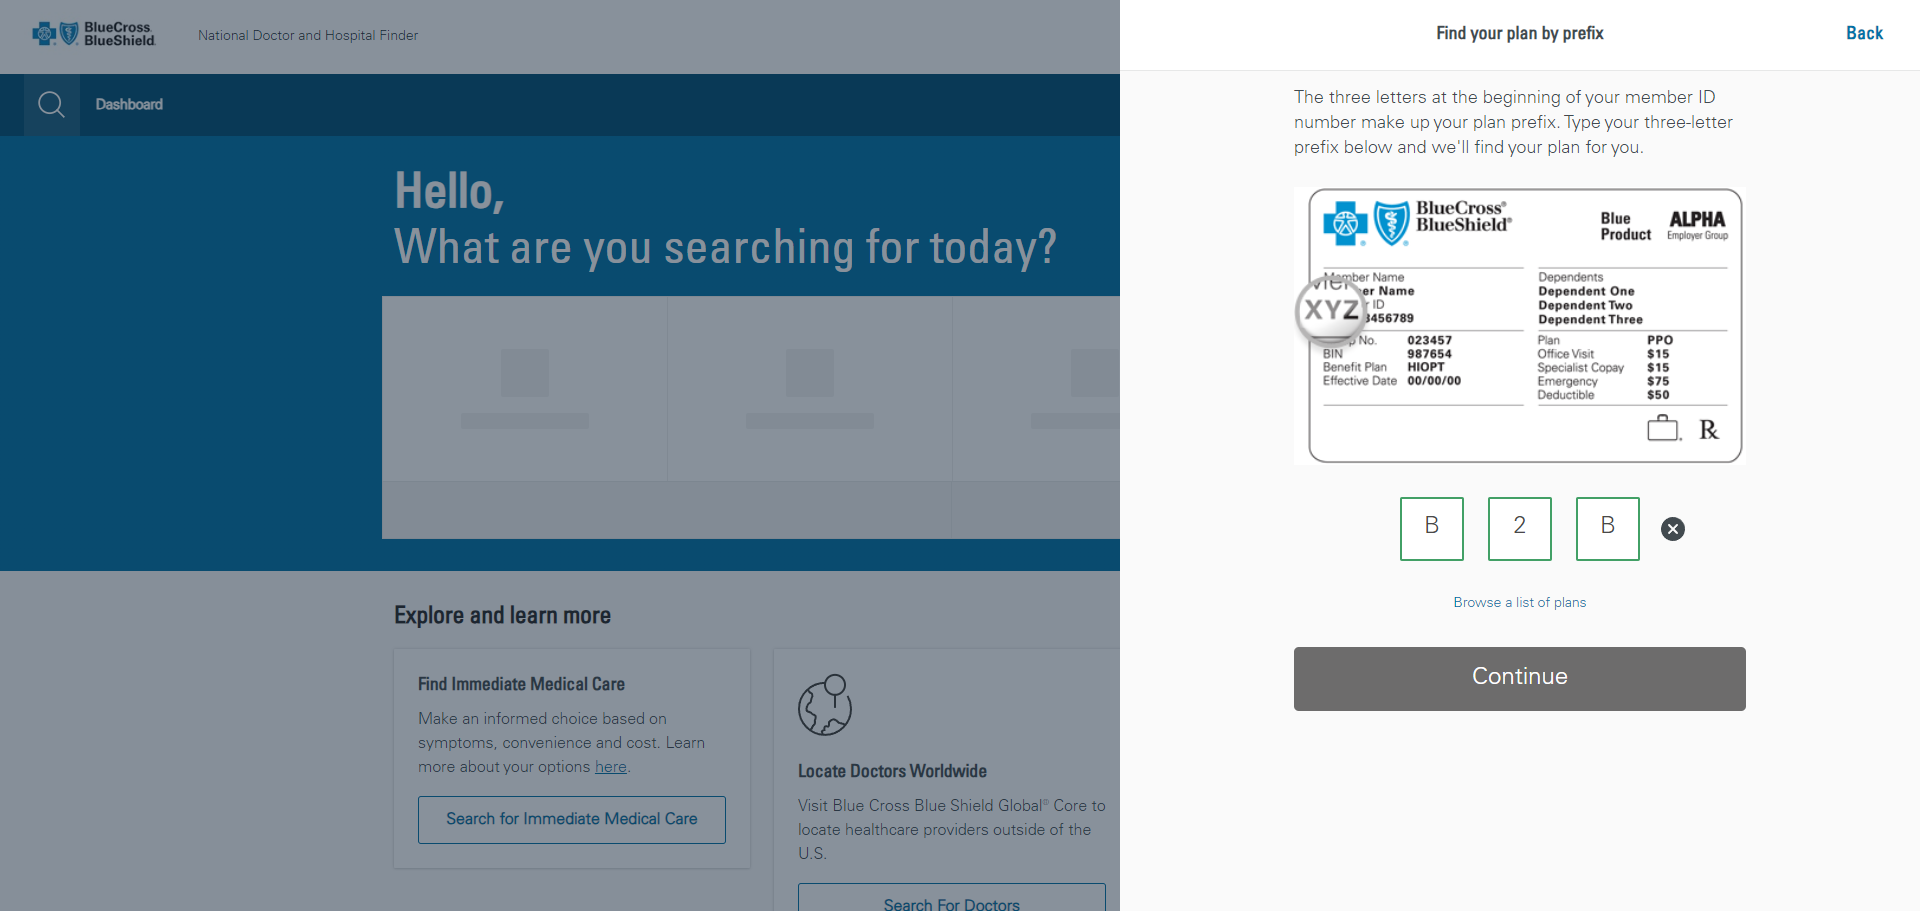 BlueCross
BlueShield
National Doctor and Hospital Finder
Dashboard
Hello,
What are you searching for today?
Explore and learn more
Find Immediate Medical Care
Make an informed choice based on
symptoms, convenience and cost. Learn
more about your options here.
Search for Immediate Medical Care
Locate Doctors Worldwide
Visit Blue Cross Blue Shield Global® Core to
locate healthcare providers outside of the
U.S.
Search For Doctors
Find your plan by prefix
Back
The three letters at the beginning of your member ID
number make up your plan prefix. Type your three-letter
prefix below and we'll find your plan for you.
BlueCross®
BlueShield®
Blue
Product
ALPHA
Employer Group
Member Name
er Name
ID
3456789
XYZ
No. 023457
BIN 987654
Benefit Plan HIOPT
Effective Date 00/00/00
Dependents
Dependent One
Dependent Two
Dependent Three
Plan PPO
Office Visit $15
Specialist Copay $15
Emergency $75
Deductible $50
Rx
B 2 B
Browse a list of plans
Continue